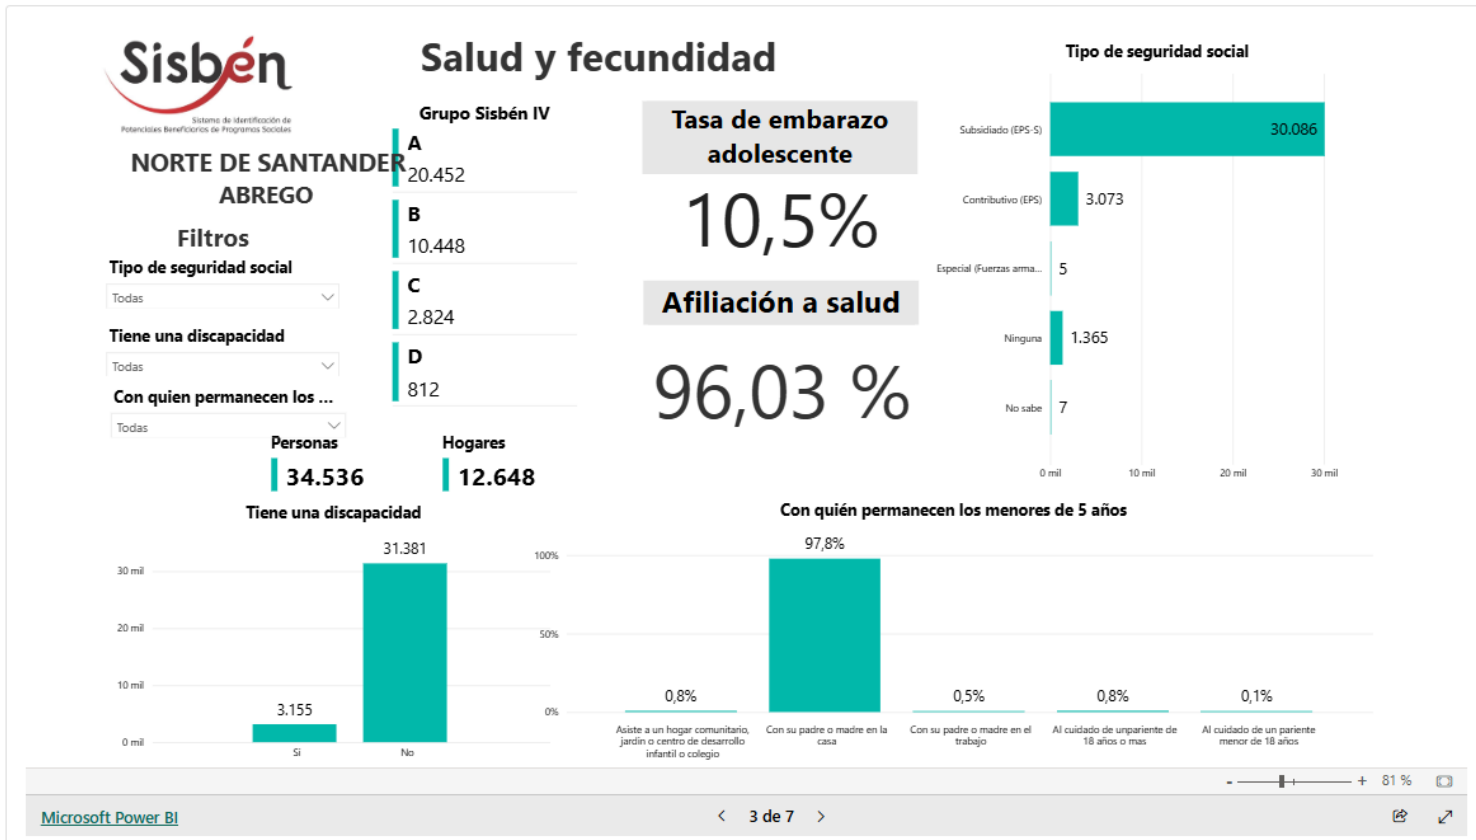 Sisbén
Sistema de Identificación de
Potenciales Beneficiarios de Programas Sociales
NORTE DE SANTANDER
ABREGO
Filtros
Tipo de seguridad social
Todas
Tiene una discapacidad
Todas
Con quien permanecen los ...
Todas
Salud y fecundidad
Grupo Sisbén IV
A
20.452
B
10.448
C
2.824
D
812
Personas
34.536
Hogares
12.648
Tasa de embarazo
adolescente
10,5%
Afiliación a salud
96,03 %
Tipo de seguridad social
Subsidiado (EPS-S)
30.086
Contributivo (EPS)
3.073
Especial (Fuerzas arma...
5
Ninguna
1.365
No sabe
7
0 mil
10 mil
20 mil
30 mil
Tiene una discapacidad
30 mil
20 mil
10 mil
0 mil
3.155
31.381
Si
No
Con quién permanecen los menores de 5 años
100%
50%
0%
0,8%
97,8%
0,5%
0,8%
0,1%
Asiste a un hogar comunitario,
jardín o centro de desarrollo
infantil o colegio
Con su padre o madre en la
casa
Con su padre o madre en el
trabajo
Al cuidado de unpariente de
18 años o mas
Al cuidado de un pariente
menor de 18 años
- + 81 %
Microsoft Power BI
< 3 de 7 >